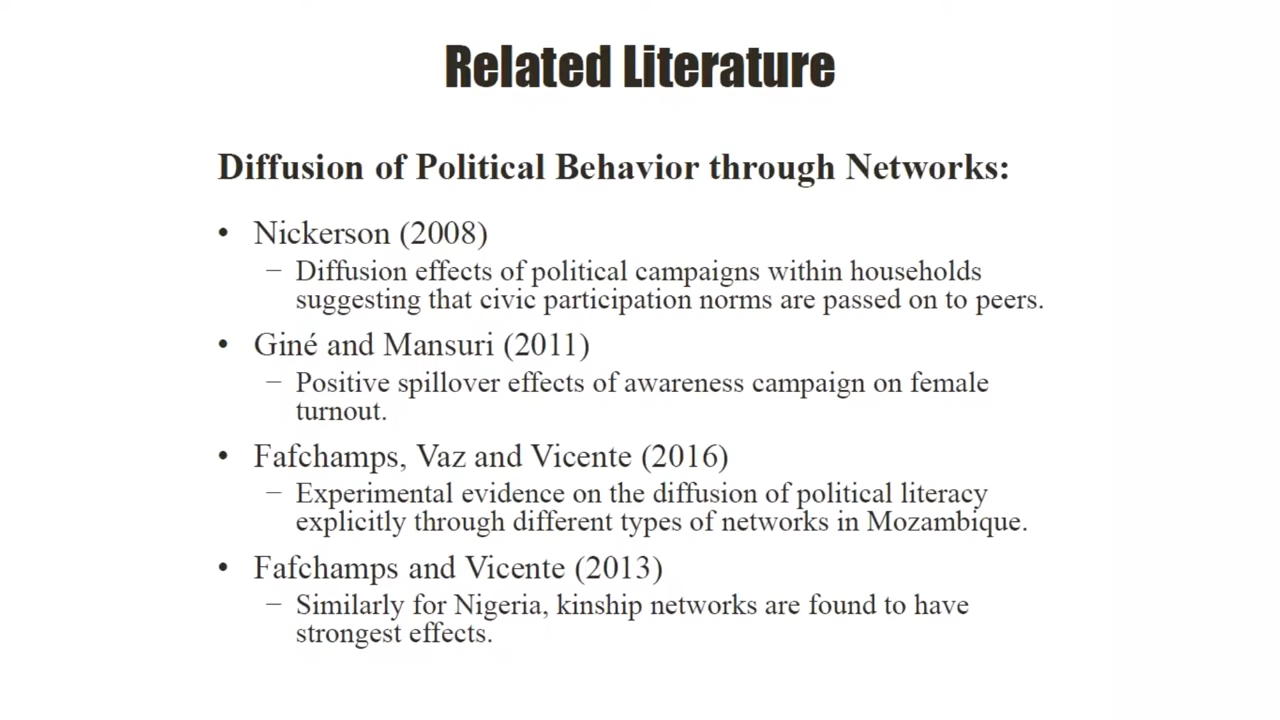 Related Literature
Diffusion of Political Behavior through Networks:
• Nickerson (2008)
– Diffusion effects of political campaigns within households
suggesting that civic participation norms are passed on to peers.
• Giné and Mansuri (2011)
– Positive spillover effects of awareness campaign on female
turnout.
• Fafchamps, Vaz and Vicente (2016)
– Experimental evidence on the diffusion of political literacy
explicitly through different types of networks in Mozambique.
• Fafchamps and Vicente (2013)
– Similarly for Nigeria, kinship networks are found to have
strongest effects.